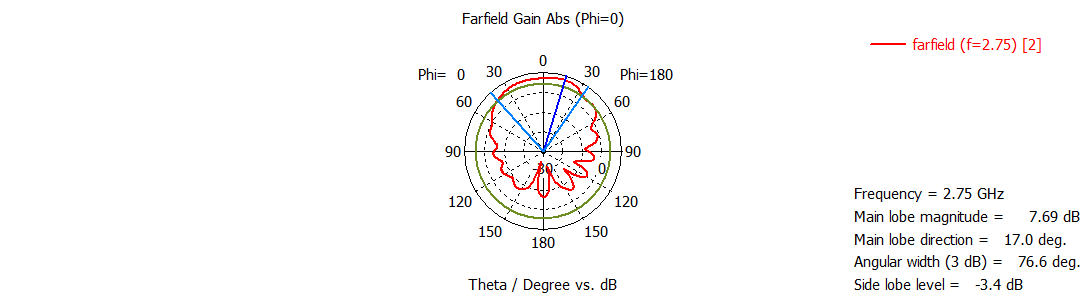 Farfield Gain Abs (Phi=0)
farfield (f=2.75) [2]
Phi= 0 30 0 30 Phi=180
60 60
90 -30 0 90
120 120
150 150
180
Theta / Degree vs. dB
Frequency = 2.75 GHz
Main lobe magnitude = 7.69 dB
Main lobe direction = 17.0 deg.
Angular width (3 dB) = 76.6 deg.
Side lobe level = -3.4 dB